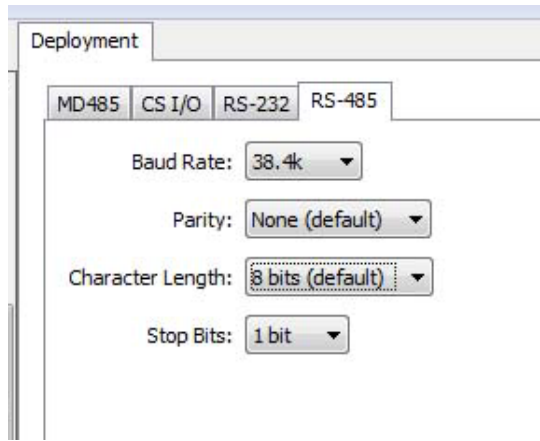 Deployment
MD485 CS I/O RS-232 RS-485
Baud Rate: 38.4k
Parity: None (default)
Character Length: 8 bits (default)
Stop Bits: 1 bit